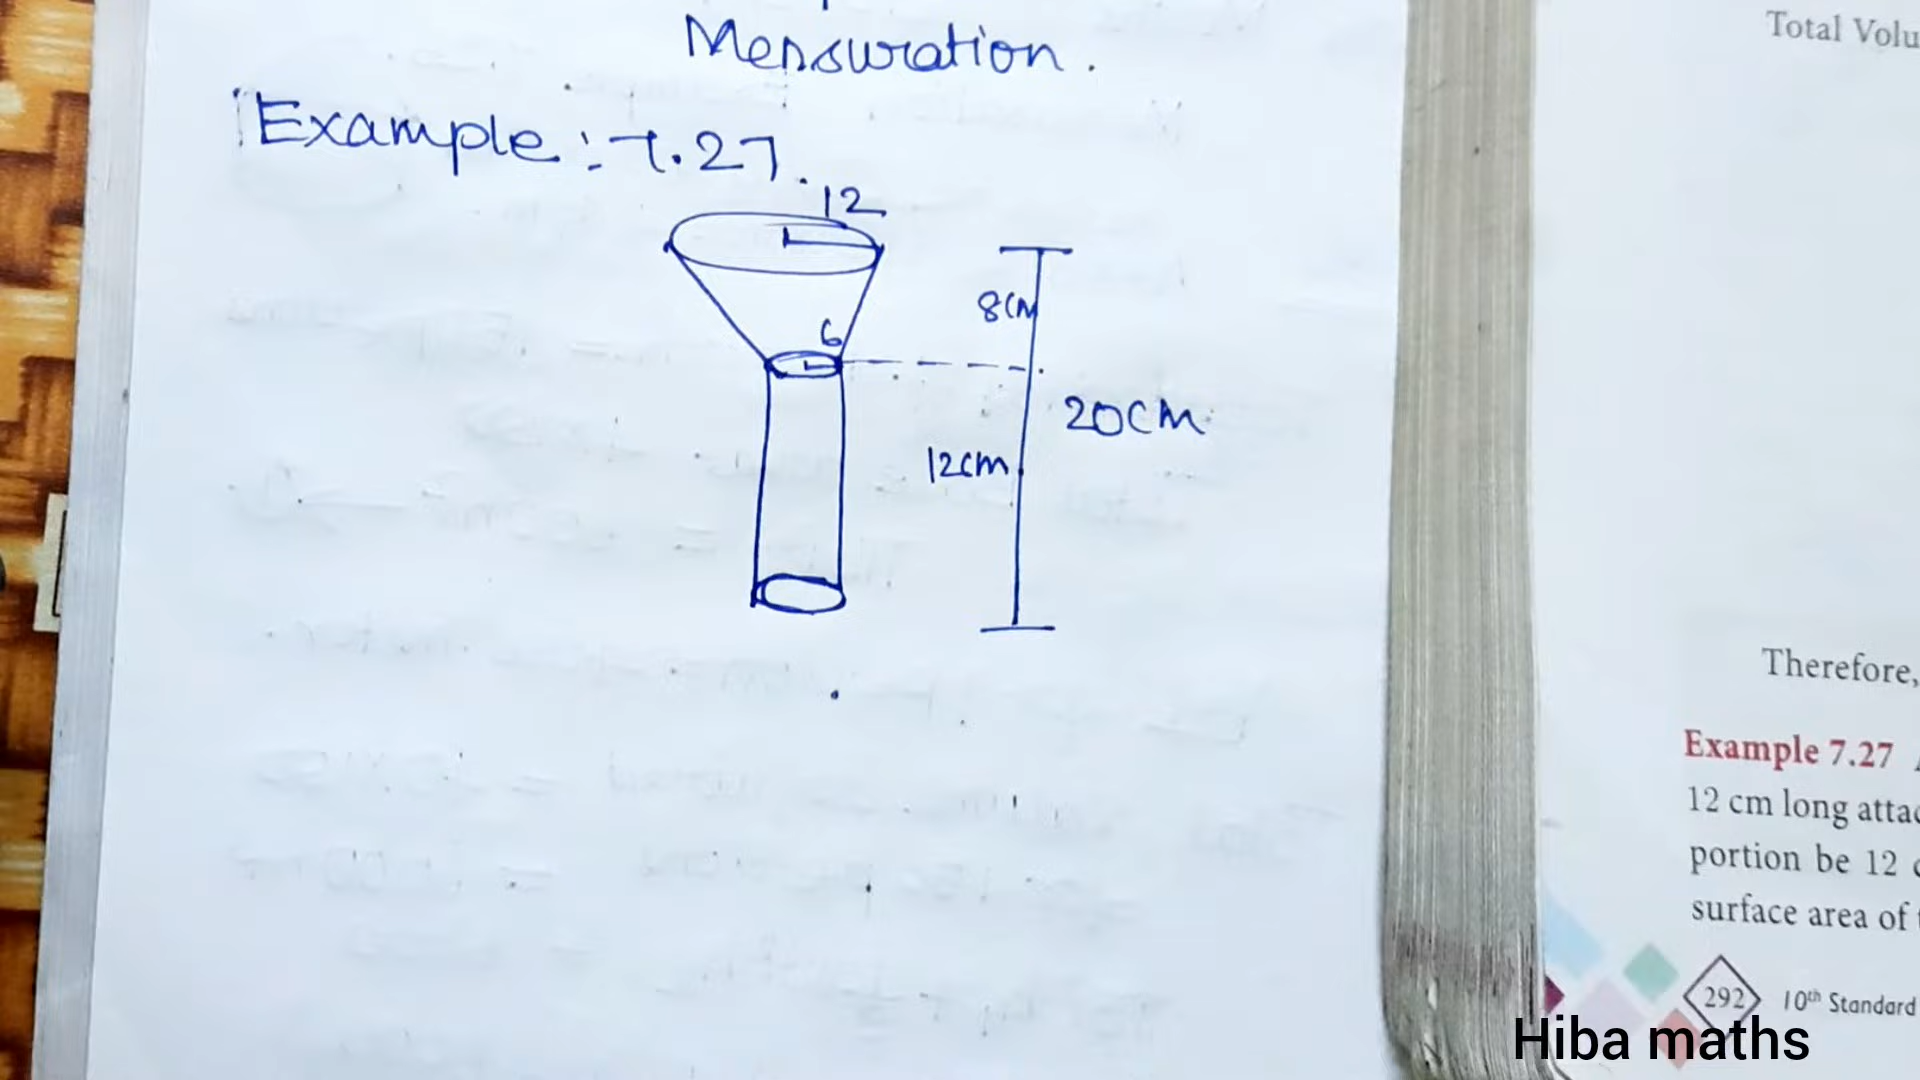 Mensuration.
Example: 7.27.
12
6
8cm
20cm
12cm
Total Volu
Therefore,
Example 7.27
12 cm long attac
portion be 12 c
surface area of
292 10th Standard
Hiba maths